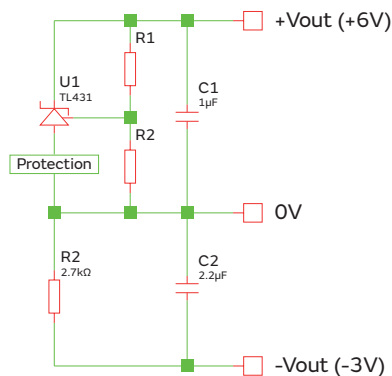 +Vout (+6V)
R1
U1
TL431
C1
1µF
R2
Protection
0V
R2
2.7kΩ
C2
2.2µF
-Vout (-3V)